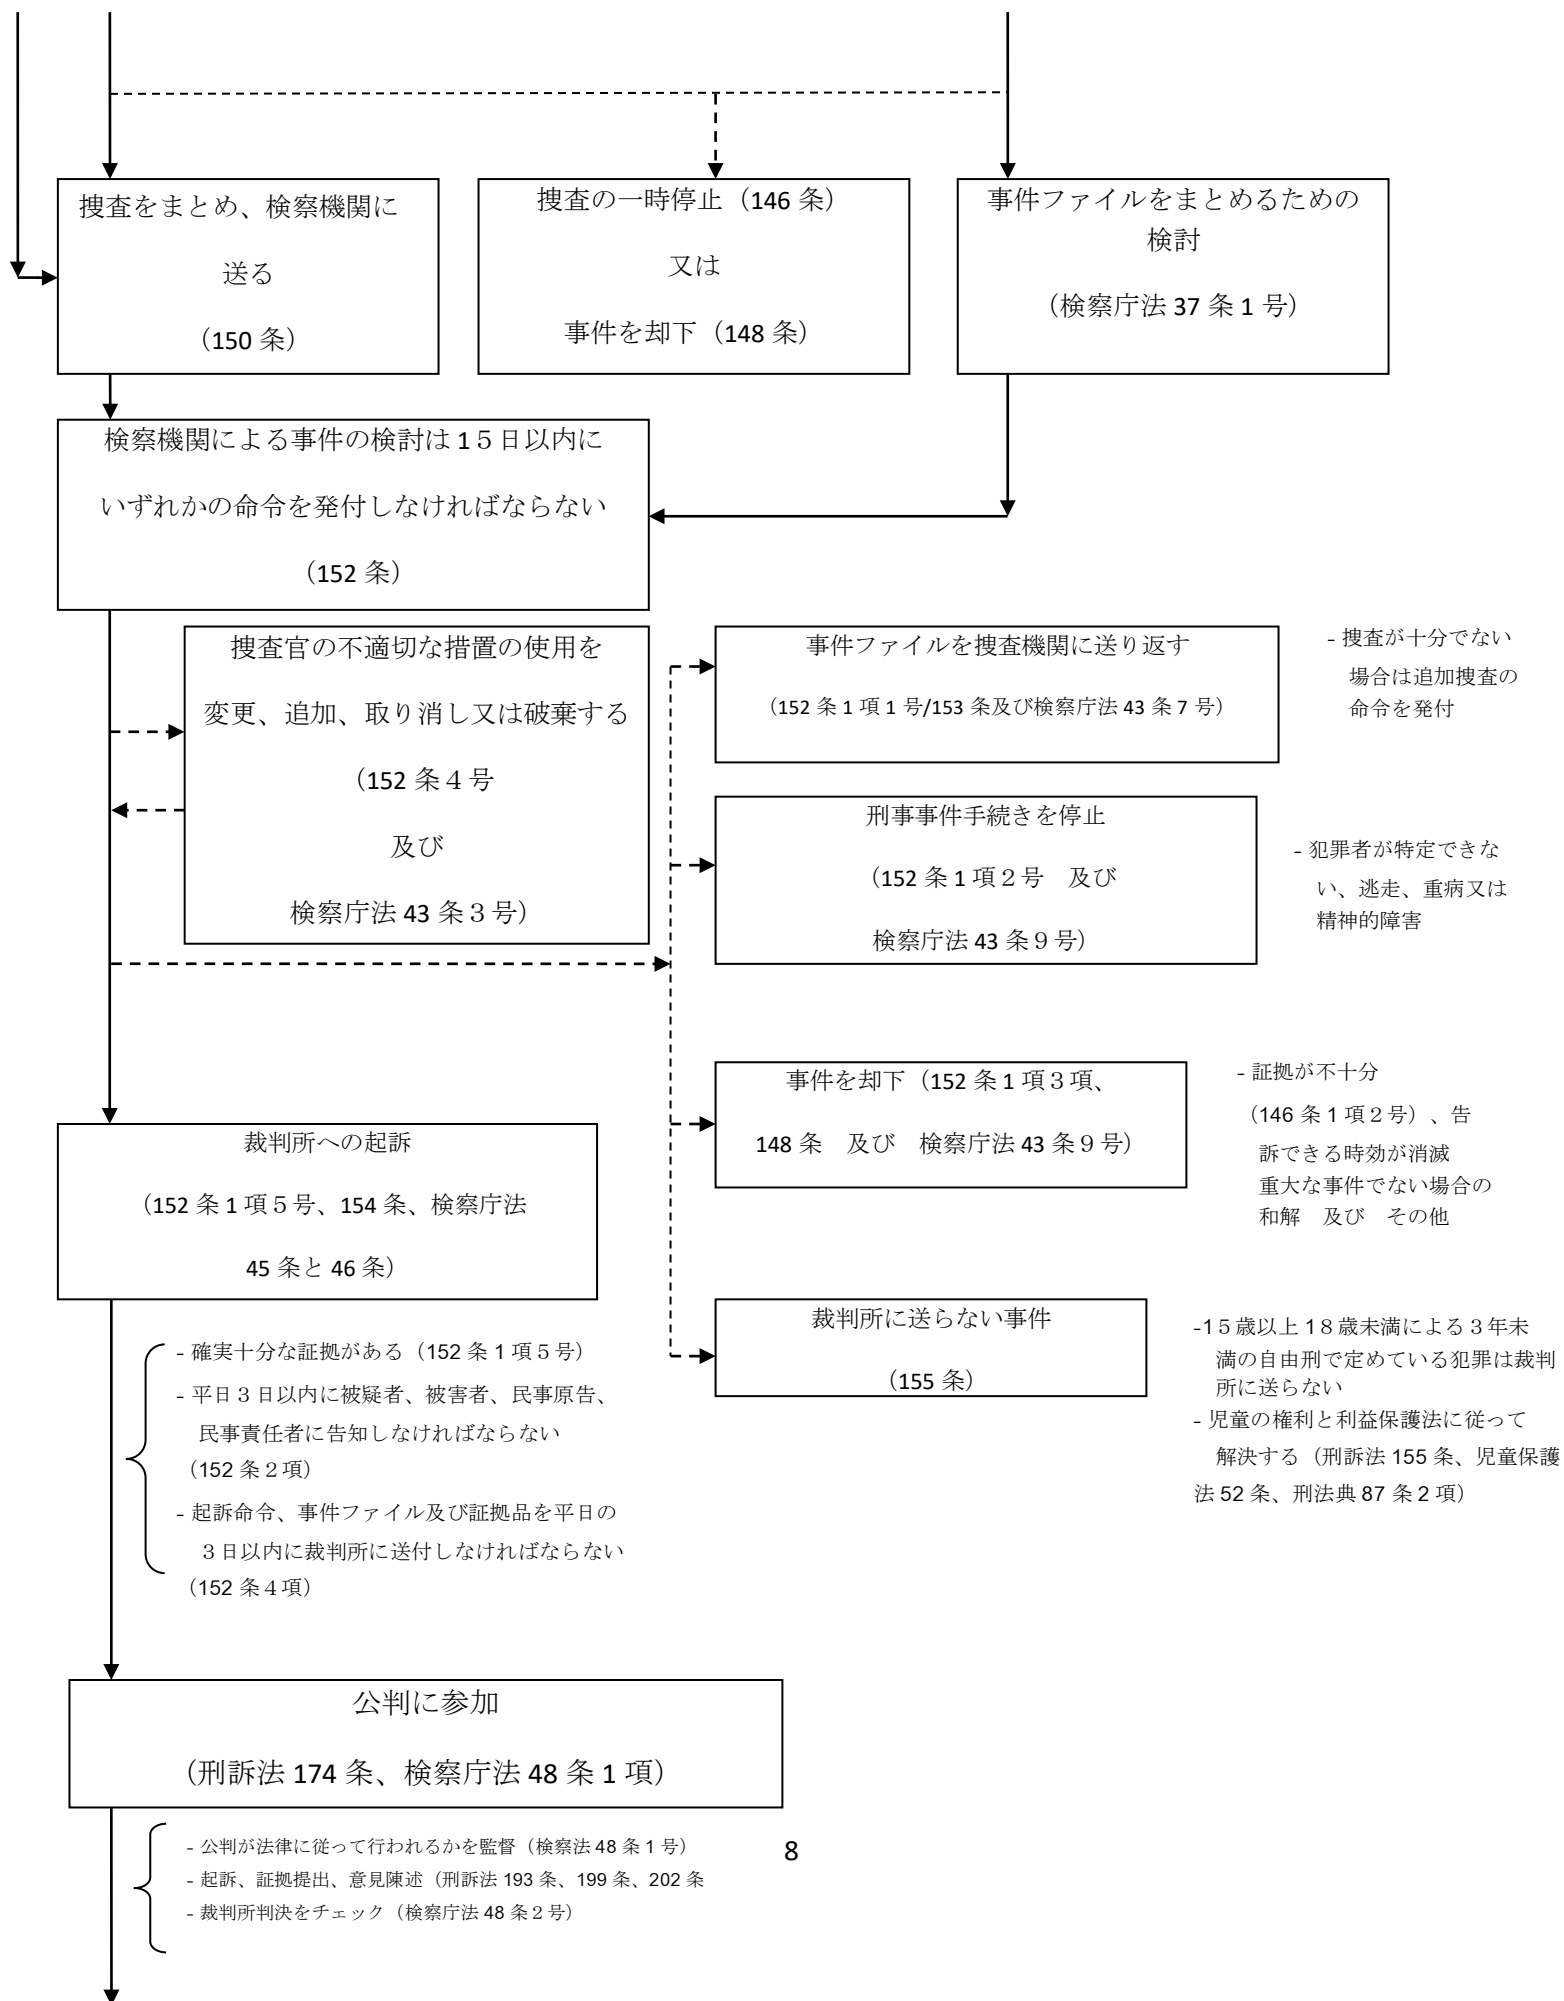 捜査をまとめ、検察機関に
送る
（150 条）
捜査の一時停止（146 条）
又は
事件を却下（148 条）
事件ファイルをまとめるための
検討
（検察庁法 37 条 1 号）
検察機関による事件の検討は 1５日以内に
いずれかの命令を発付しなければならない
（152 条）
捜査官の不適切な措置の使用を
変更、追加、取り消し又は破棄する
（152 条４号
及び
検察庁法 43 条３号）
事件ファイルを捜査機関に送り返す
（152 条 1 項 1 号/153 条及び検察庁法 43 条 7 号）
- 捜査が十分でない
場合は追加捜査の
命令を発付
刑事事件手続きを停止
（152 条 1 項２号　及び
検察庁法 43 条９号）
- 犯罪者が特定できな
い、逃走、重病又は
精神的障害
事件を却下（152 条 1 項３項、
148 条　及び　検察庁法 43 条９号）
- 証拠が不十分
（146 条 1 項２号）、告
訴できる時効が消滅
重大な事件でない場合の
和解　及び　その他
裁判所への起訴
（152 条 1 項５号、154 条、検察庁法
45 条と 46 条）
裁判所に送らない事件
（155 条）
-1５歳以上 1８歳未満による３年未
満の自由刑で定めている犯罪は裁判
所に送らない
- 児童の権利と利益保護法に従って
解決する（刑訴法 155 条、児童保護
法 52 条、刑法典 87 条 2 項）
- 確実十分な証拠がある（152 条 1 項５号）
- 平日３日以内に被疑者、被害者、民事原告、
民事責任者に告知しなければならない
（152 条２項）
- 起訴命令、事件ファイル及び証拠品を平日の
３日以内に裁判所に送付しなければならない
（152 条４項）
公判に参加
（刑訴法 174 条、検察庁法 48 条 1 項）
- 公判が法律に従って行われるかを監督（検察法 48 条 1 号）
- 起訴、証拠提出、意見陳述（刑訴法 193 条、199 条、202 条
- 裁判所判決をチェック（検察庁法 48 条２号）
8